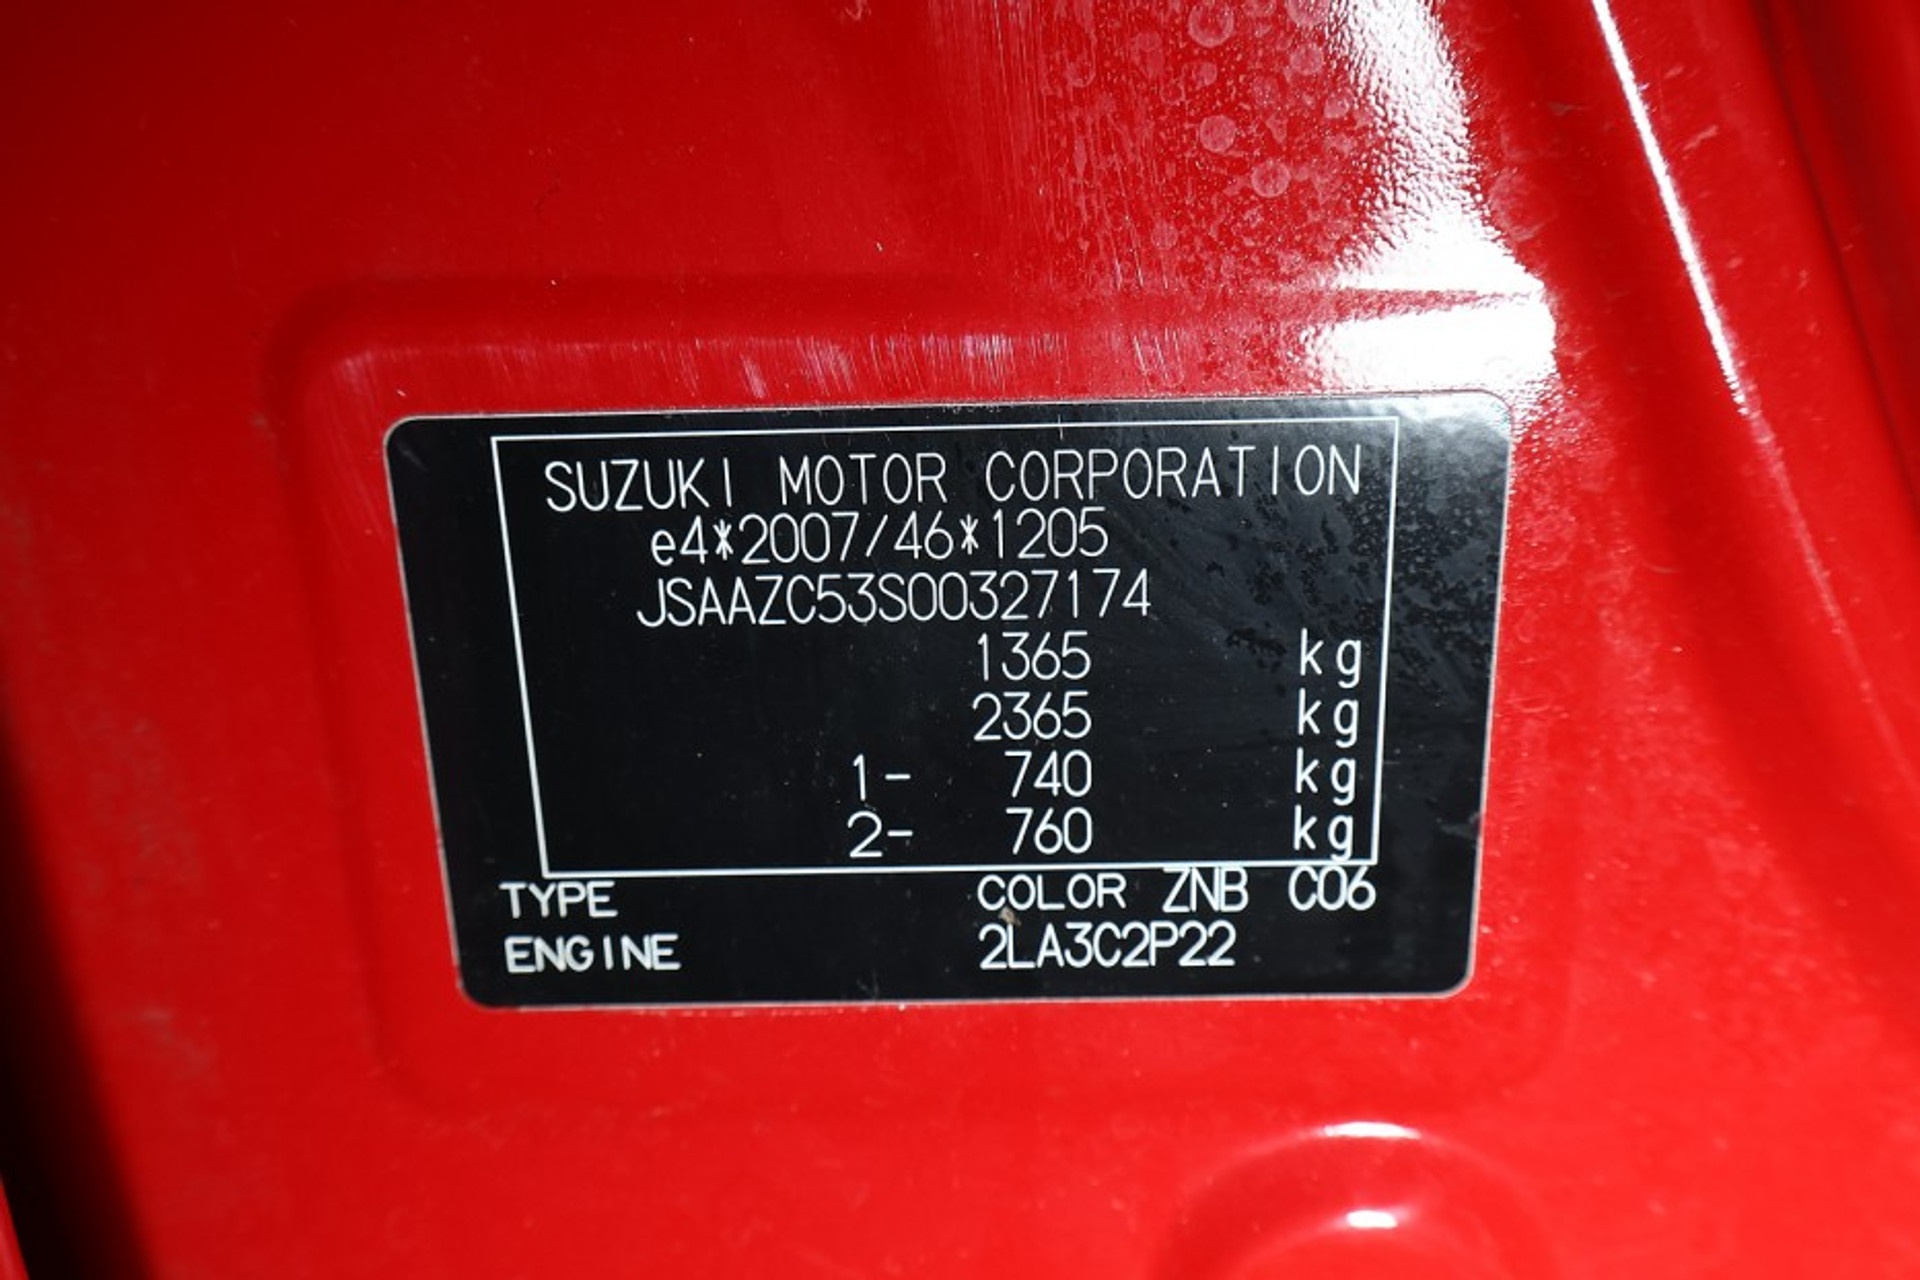 SUZUKI MOTOR CORPORATION
e4*2007/46*1205
JSAAZC53S00327174
1365 kg
2365 kg
1- 740 kg
2- 760 kg
TYPE COLOR ZNB C06
ENGINE 2LA3C2P22